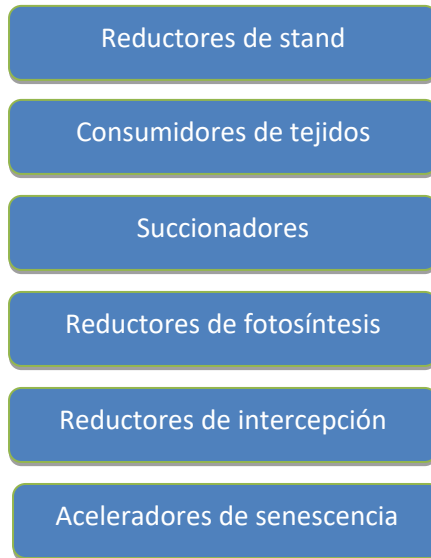 Reductores de stand
Consumidores de tejidos
Succionadores
Reductores de fotosíntesis
Reductores de intercepción
Aceleradores de senescencia